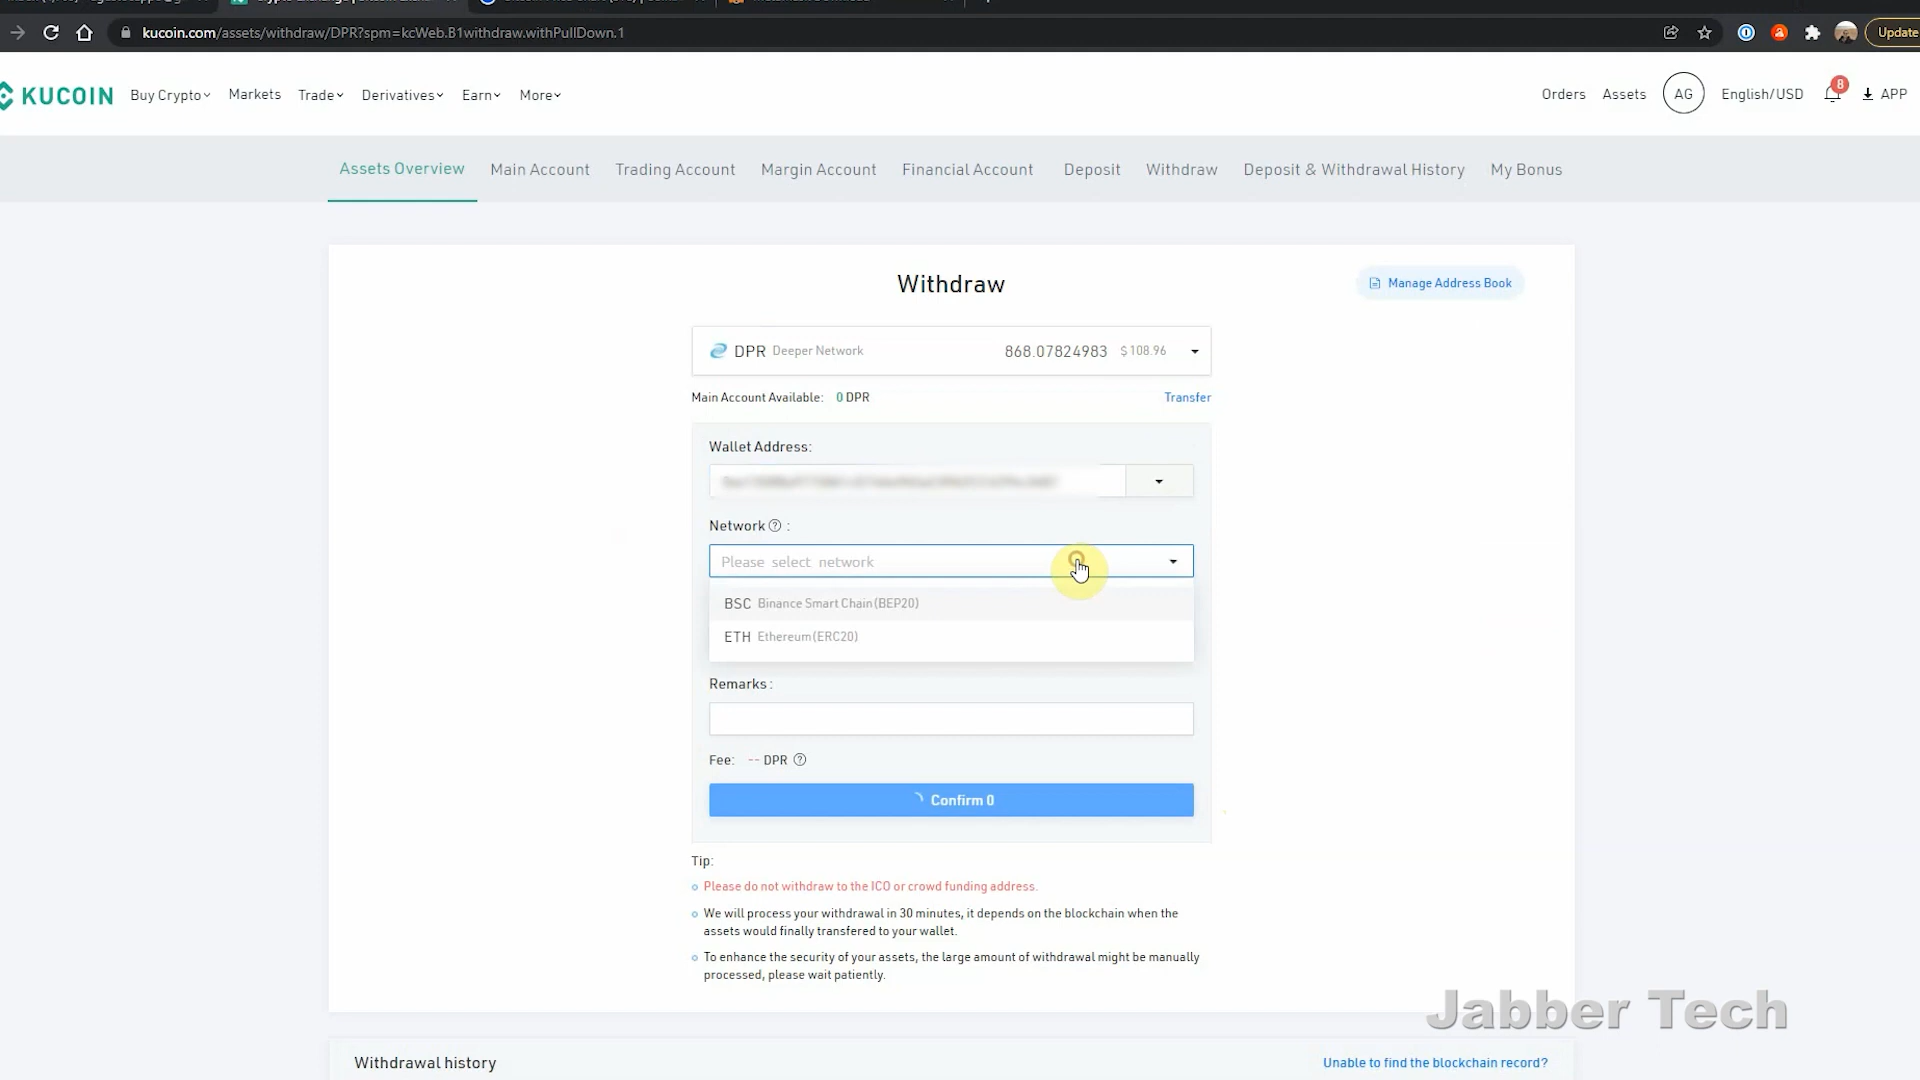 kucoin.com/assets/withdraw/DPR?spm=kcWeb.B1withdraw.withPullDown.1
Update
KUCOIN Buy Crypto Markets Trade Derivatives Earn More Orders Assets AG English/USD 8 APP
Assets Overview Main Account Trading Account Margin Account Financial Account Deposit Withdraw Deposit & Withdrawal History My Bonus
Withdraw
Manage Address Book
DPR Deeper Network 868.07824983 $108.96
Main Account Available: 0 DPR Transfer
Wallet Address:
Network ? :
Please select network
BSC Binance Smart Chain(BEP20)
ETH Ethereum(ERC20)
Remarks :
Fee: -- DPR ?
Confirm 0
Tip:
Please do not withdraw to the ICO or crowd funding address.
We will process your withdrawal in 30 minutes, it depends on the blockchain when the
assets would finally transfered to your wallet.
To enhance the security of your assets, the large amount of withdrawal might be manually
processed, please wait patiently.
Jabber Tech
Withdrawal history
Unable to find the blockchain record?